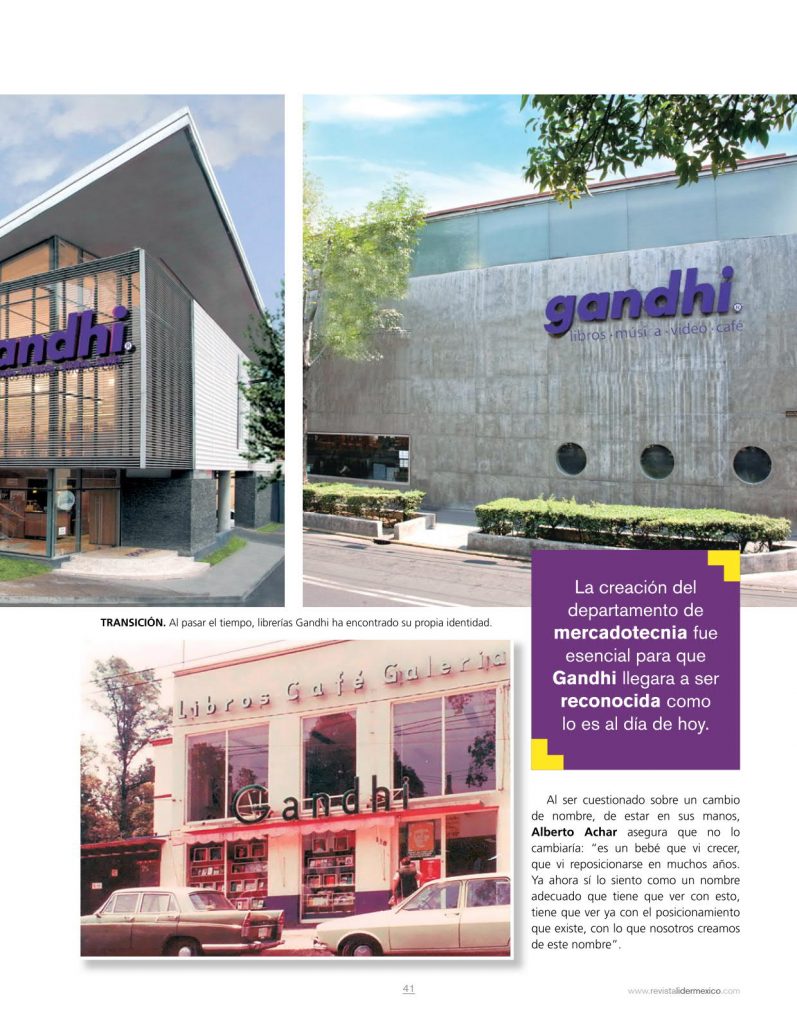 andhi
gandhi
libros · música · video · café
TRANSICIÓN. Al pasar el tiempo, librerías Gandhi ha encontrado su propia identidad.
Libros Café Galería
Gandhi
La creación del
departamento de
mercadotecnia fue
esencial para que
Gandhi llegara a ser
reconocida como
lo es al día de hoy.
Al ser cuestionado sobre un cambio
de nombre, de estar en sus manos,
Alberto Achar asegura que no lo
cambiaría: “es un bebé que vi crecer,
que vi reposicionarse en muchos años.
Ya ahora sí lo siento como un nombre
adecuado que tiene que ver con esto,
tiene que ver ya con el posicionamiento
que existe, con lo que nosotros creamos
de este nombre”.
41
www.revistalidermexico.com